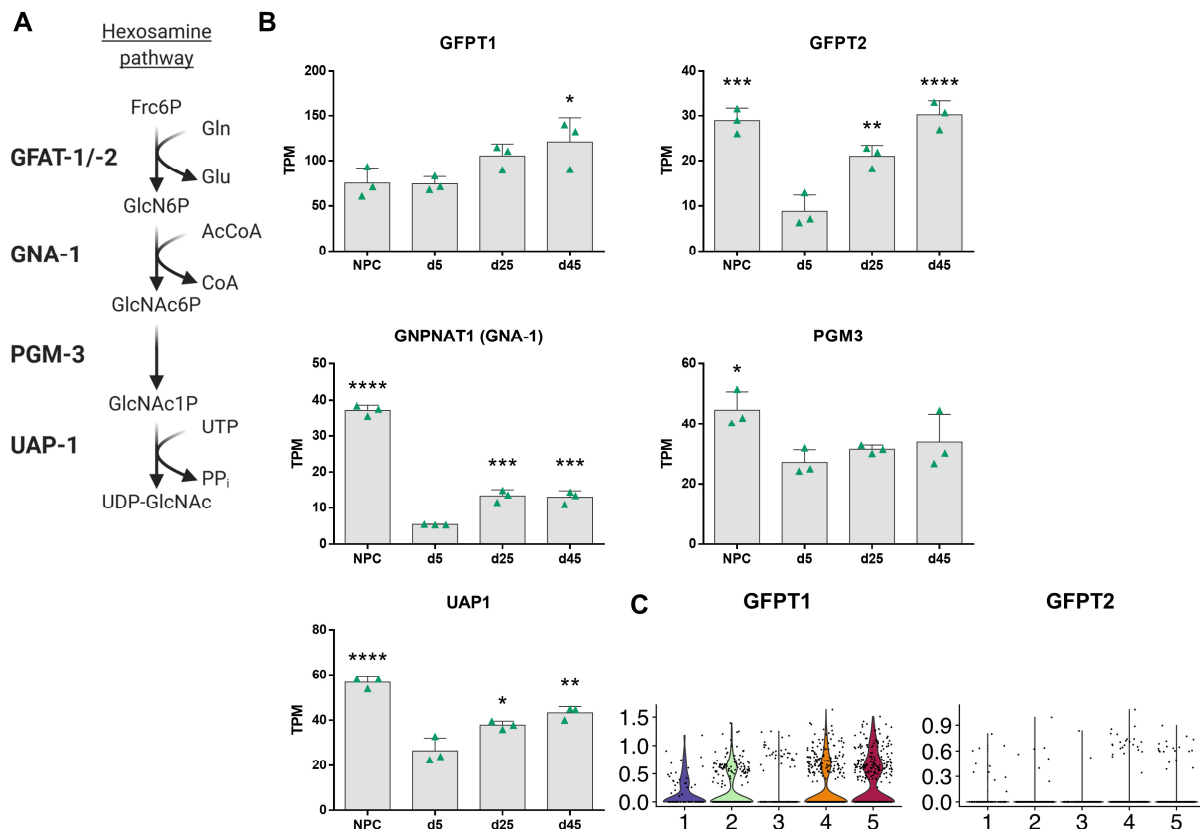 A
Hexosamine
pathway
Frc6P
Gln
GFAT-1/-2
Glu
GlcN6P
AcCoA
GNA-1
CoA
GlcNAc6P
PGM-3
GlcNAc1P
UTP
UAP-1
PPi
UDP-GlcNAc
B
GFPT1
200
150
100
50
0
TPM
*
NPC d5 d25 d45
GFPT2
40
30
20
10
0
TPM
*** ** ****
NPC d5 d25 d45
GNPNAT1 (GNA-1)
50
40
30
20
10
0
TPM
**** *** ***
NPC d5 d25 d45
PGM3
60
40
20
0
TPM
*
NPC d5 d25 d45
UAP1
80
60
40
20
0
TPM
**** * **
NPC d5 d25 d45
C
GFPT1
1.5
1.0
0.5
0.0
1 2 3 4 5
GFPT2
0.9
0.6
0.3
0.0
1 2 3 4 5